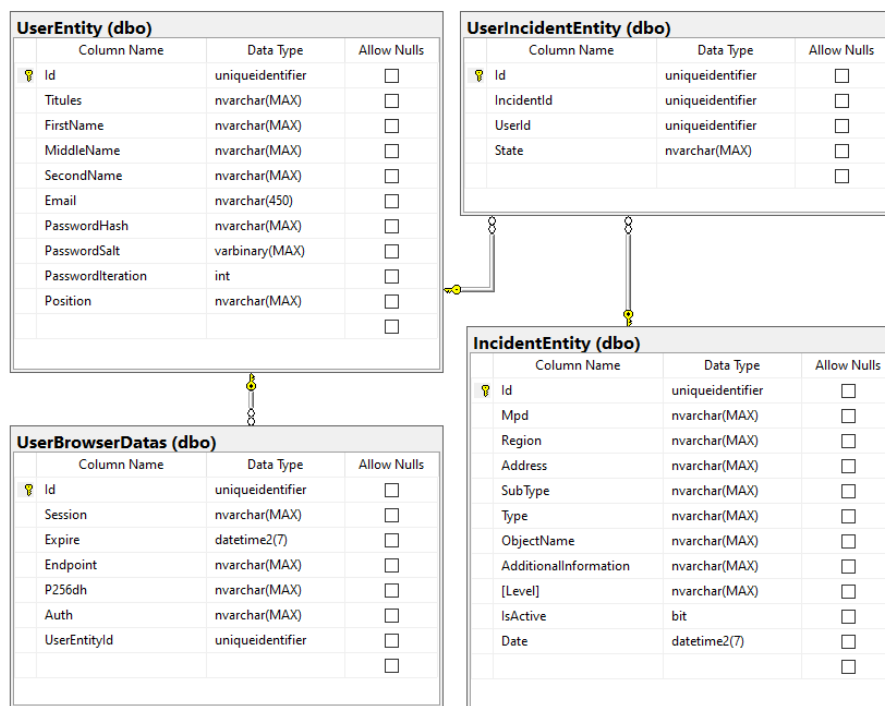 UserEntity (dbo)
Column Name Data Type Allow Nulls
Id uniqueidentifier
Titules nvarchar(MAX)
FirstName nvarchar(MAX)
MiddleName nvarchar(MAX)
SecondName nvarchar(MAX)
Email nvarchar(450)
PasswordHash nvarchar(MAX)
PasswordSalt varbinary(MAX)
PasswordIteration int
Position nvarchar(MAX)
UserIncidentEntity (dbo)
Column Name Data Type Allow Nulls
Id uniqueidentifier
IncidentId uniqueidentifier
UserId uniqueidentifier
State nvarchar(MAX)
UserBrowserDatas (dbo)
Column Name Data Type Allow Nulls
Id uniqueidentifier
Session nvarchar(MAX)
Expire datetime2(7)
Endpoint nvarchar(MAX)
P256dh nvarchar(MAX)
Auth nvarchar(MAX)
UserEntityId uniqueidentifier
IncidentEntity (dbo)
Column Name Data Type Allow Nulls
Id uniqueidentifier
Mpd nvarchar(MAX)
Region nvarchar(MAX)
Address nvarchar(MAX)
SubType nvarchar(MAX)
Type nvarchar(MAX)
ObjectName nvarchar(MAX)
AdditionalInformation nvarchar(MAX)
[Level] nvarchar(MAX)
IsActive bit
Date datetime2(7)